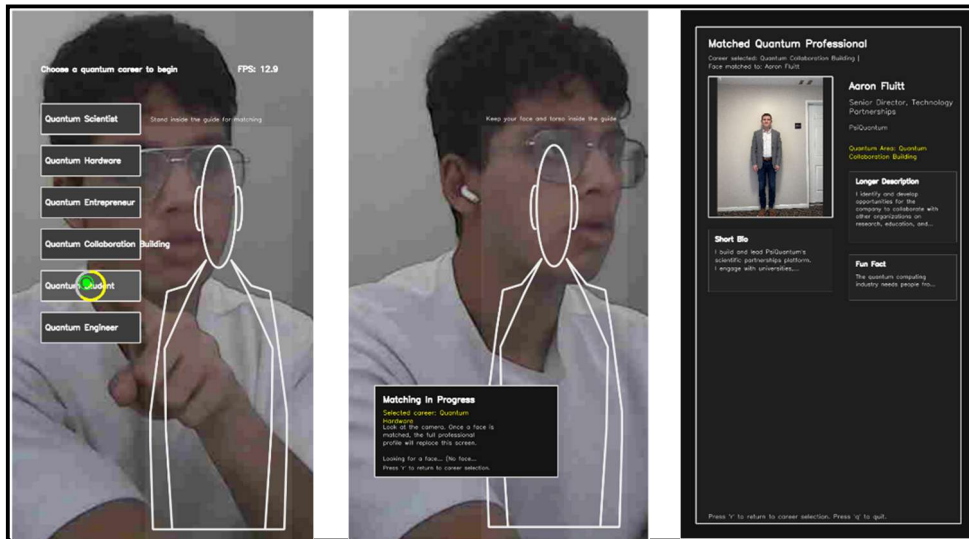 Choose a quantum career to begin
FPS: 12.9
Quantum Scientist
Stand inside the guide for matching
Quantum Hardware
Quantum Entrepreneur
Quantum Collaboration Building
Quantum Student
Quantum Engineer
Keep your face and torso inside the guide
Matching In Progress
Selected career: Quantum
Hardware
Look at the camera. Once a face is
matched, the full professional
profile will replace this screen.
Looking for a face... (No face...
Press 'r' to return to career selection.
Matched Quantum Professional
Career selected: Quantum Collaboration Building |
Face matched to: Aaron Fluitt
Aaron Fluitt
Senior Director, Technology
Partnerships
PsiQuantum
Quantum Area: Quantum
Collaboration Building
Longer Description
I identify and develop
opportunities for the
company to collaborate with
other organizations on
research, education, and...
Short Bio
I build and lead PsiQuantum's
scientific partnerships platform.
I engage with universities,...
Fun Fact
The quantum computing
industry needs people fro...
Press 'r' to return to career selection. Press 'q' to quit.